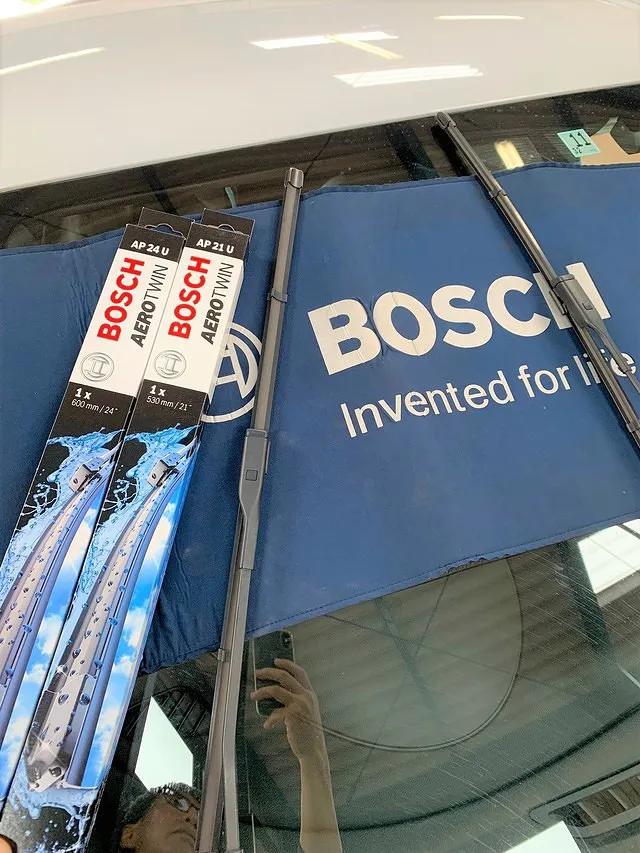 AP 24 U
BOSCH
AEROTWIN
1 x
600 mm / 24"
AP 21 U
BOSCH
AEROTWIN
1 x
530 mm / 21"
BOSCH
Invented for life
11